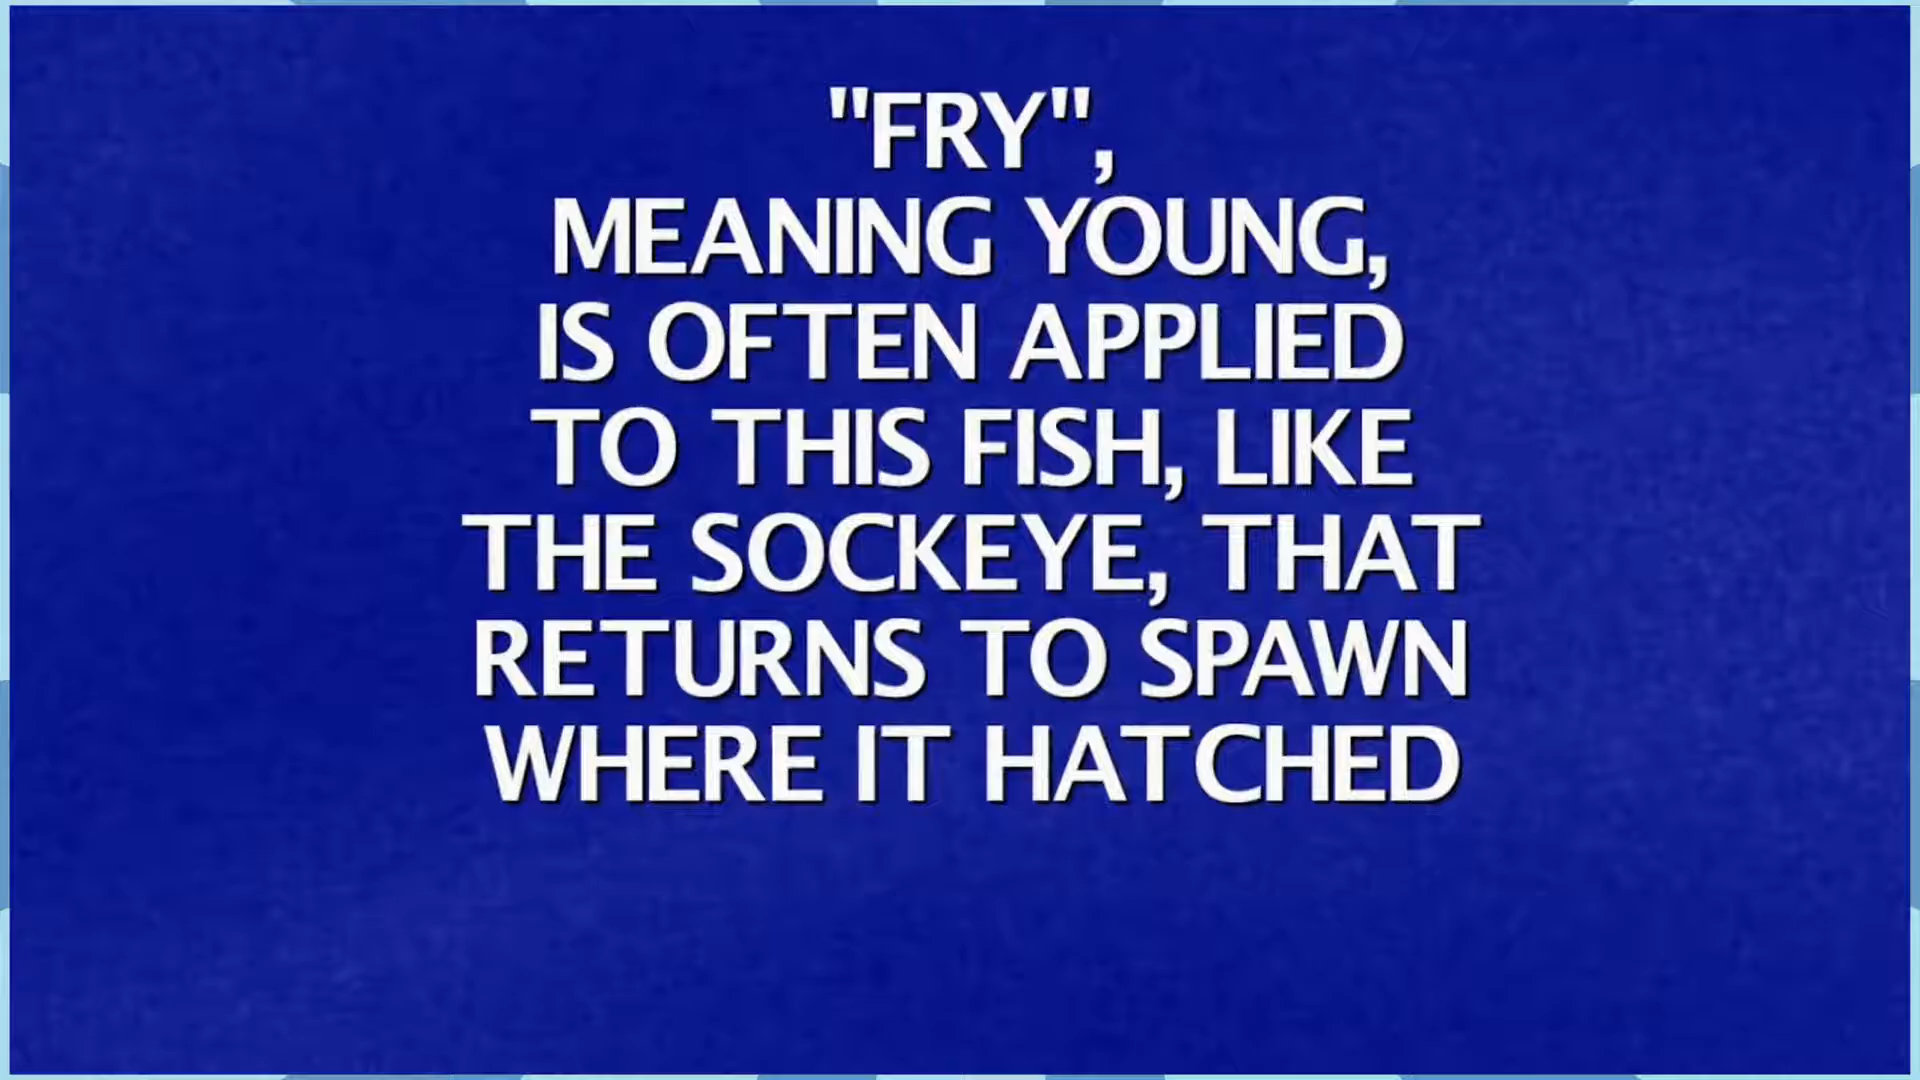 "FRY",
MEANING YOUNG,
IS OFTEN APPLIED
TO THIS FISH, LIKE
THE SOCKEYE, THAT
RETURNS TO SPAWN
WHERE IT HATCHED